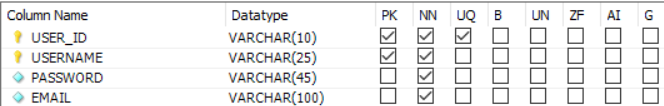 Column Name Datatype PK NN UQ B UN ZF AI G
USER_ID VARCHAR(10)
USERNAME VARCHAR(25)
PASSWORD VARCHAR(45)
EMAIL VARCHAR(100)